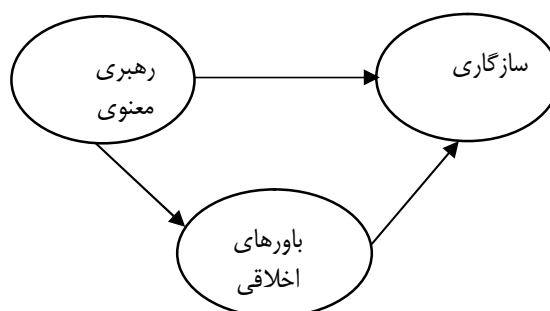 رهبری
معنوی
سازگاری
باورهای
اخلاقی